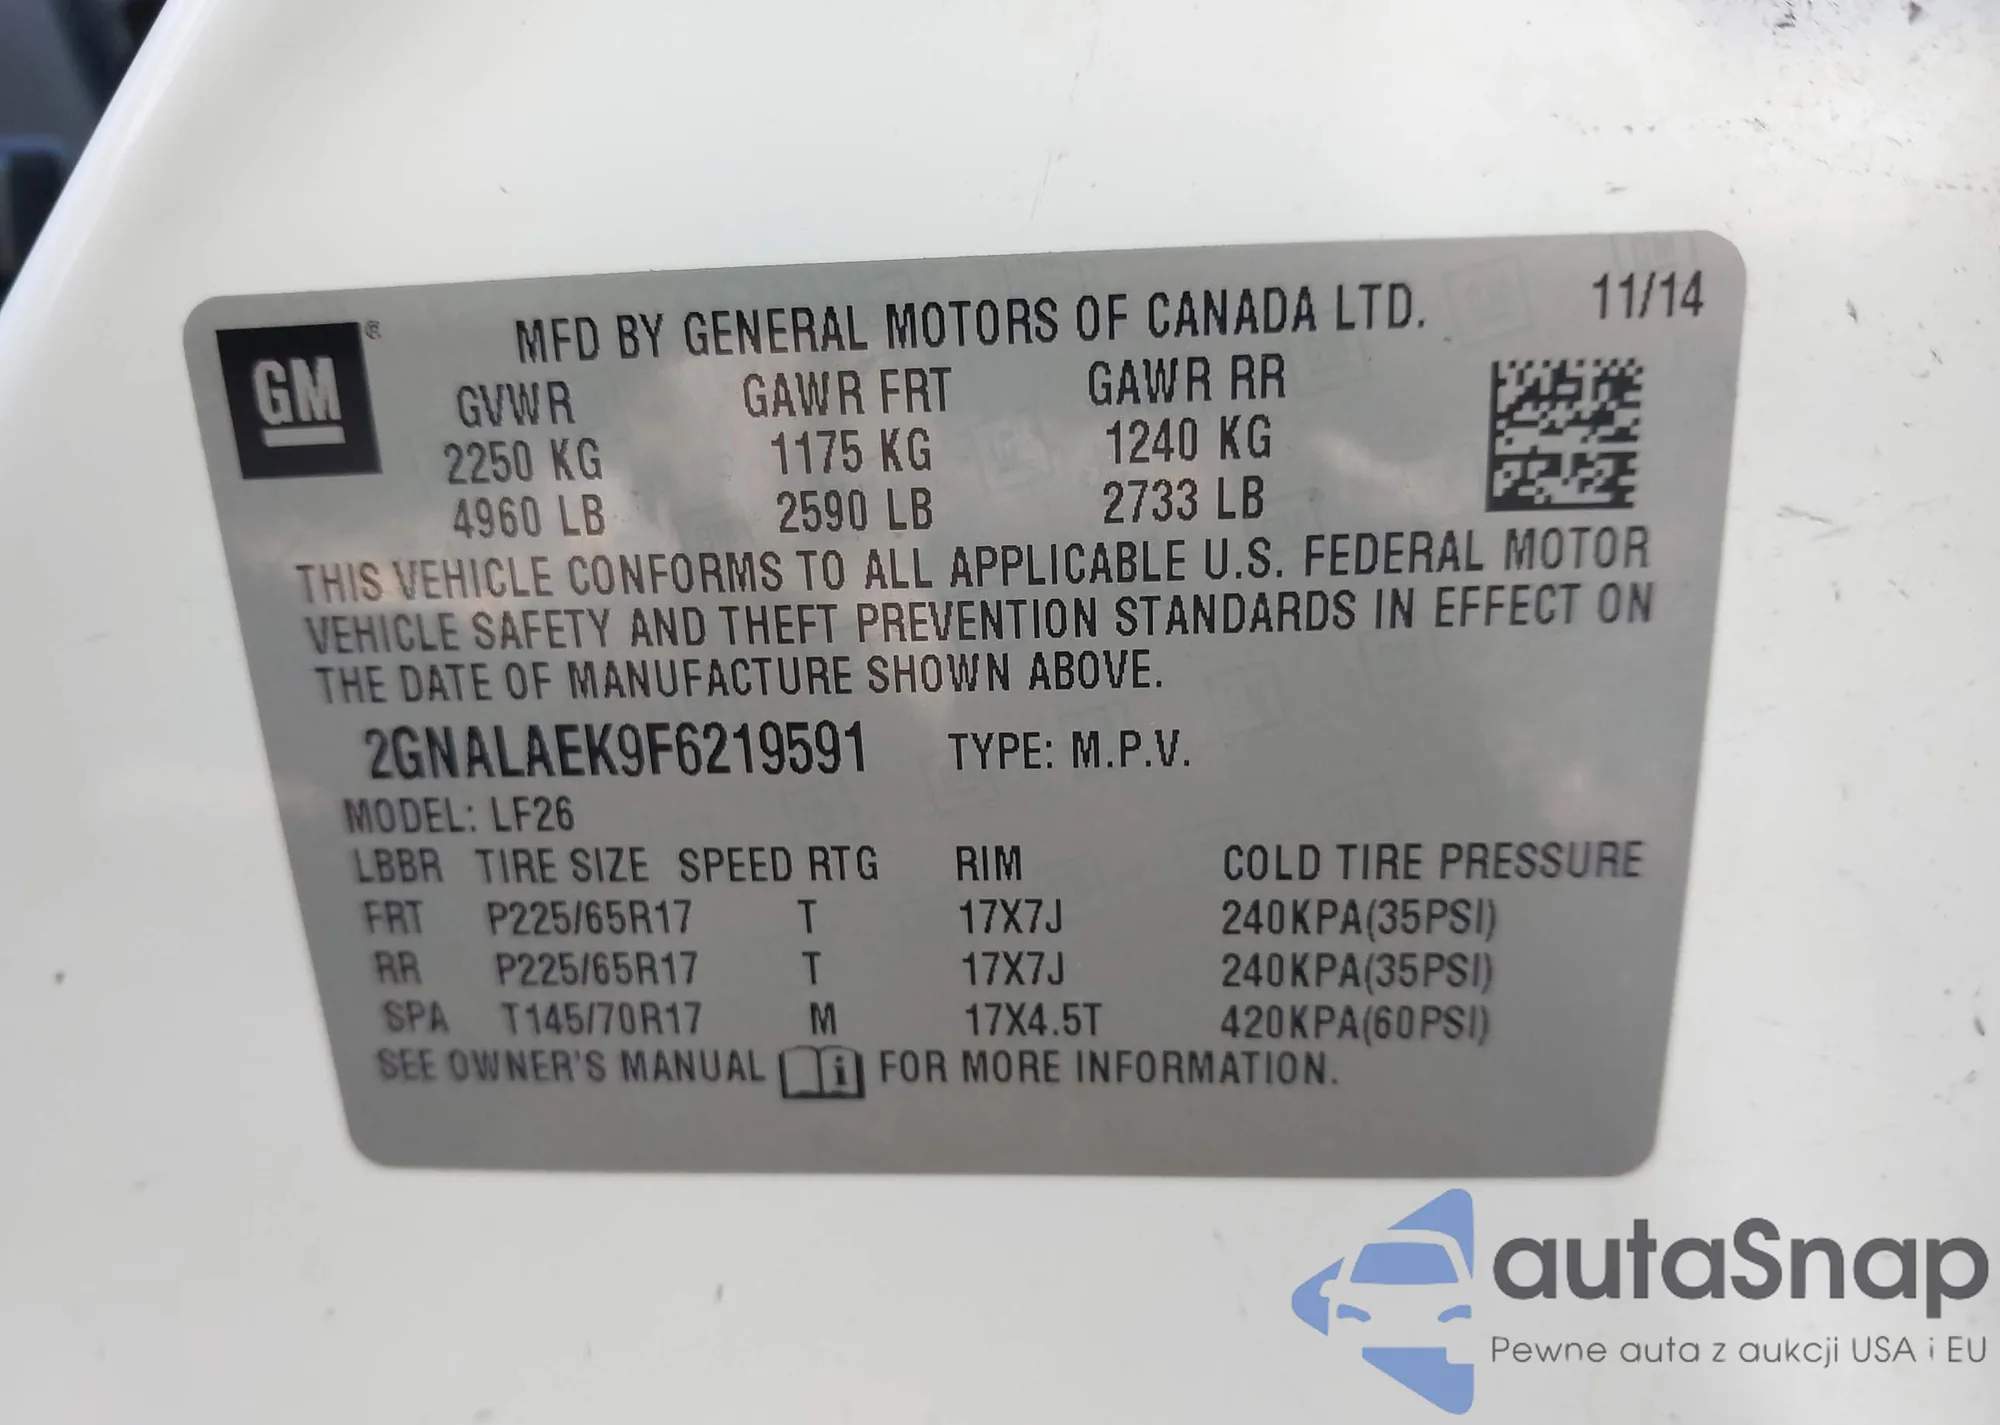 GM ®
MFD BY GENERAL MOTORS OF CANADA LTD. 11/14
GVWR GAWR FRT GAWR RR
2250 KG 1175 KG 1240 KG
4960 LB 2590 LB 2733 LB
THIS VEHICLE CONFORMS TO ALL APPLICABLE U.S. FEDERAL MOTOR
VEHICLE SAFETY AND THEFT PREVENTION STANDARDS IN EFFECT ON
THE DATE OF MANUFACTURE SHOWN ABOVE.
2GNALAEK9F6219591 TYPE: M.P.V.
MODEL: LF26
LBBR TIRE SIZE SPEED RTG RIM COLD TIRE PRESSURE
FRT P225/65R17 T 17X7J 240KPA(35PSI)
RR P225/65R17 T 17X7J 240KPA(35PSI)
SPA T145/70R17 M 17X4.5T 420KPA(60PSI)
SEE OWNER'S MANUAL i FOR MORE INFORMATION.
autaSnap
Pewne auta z aukcji USA i EU